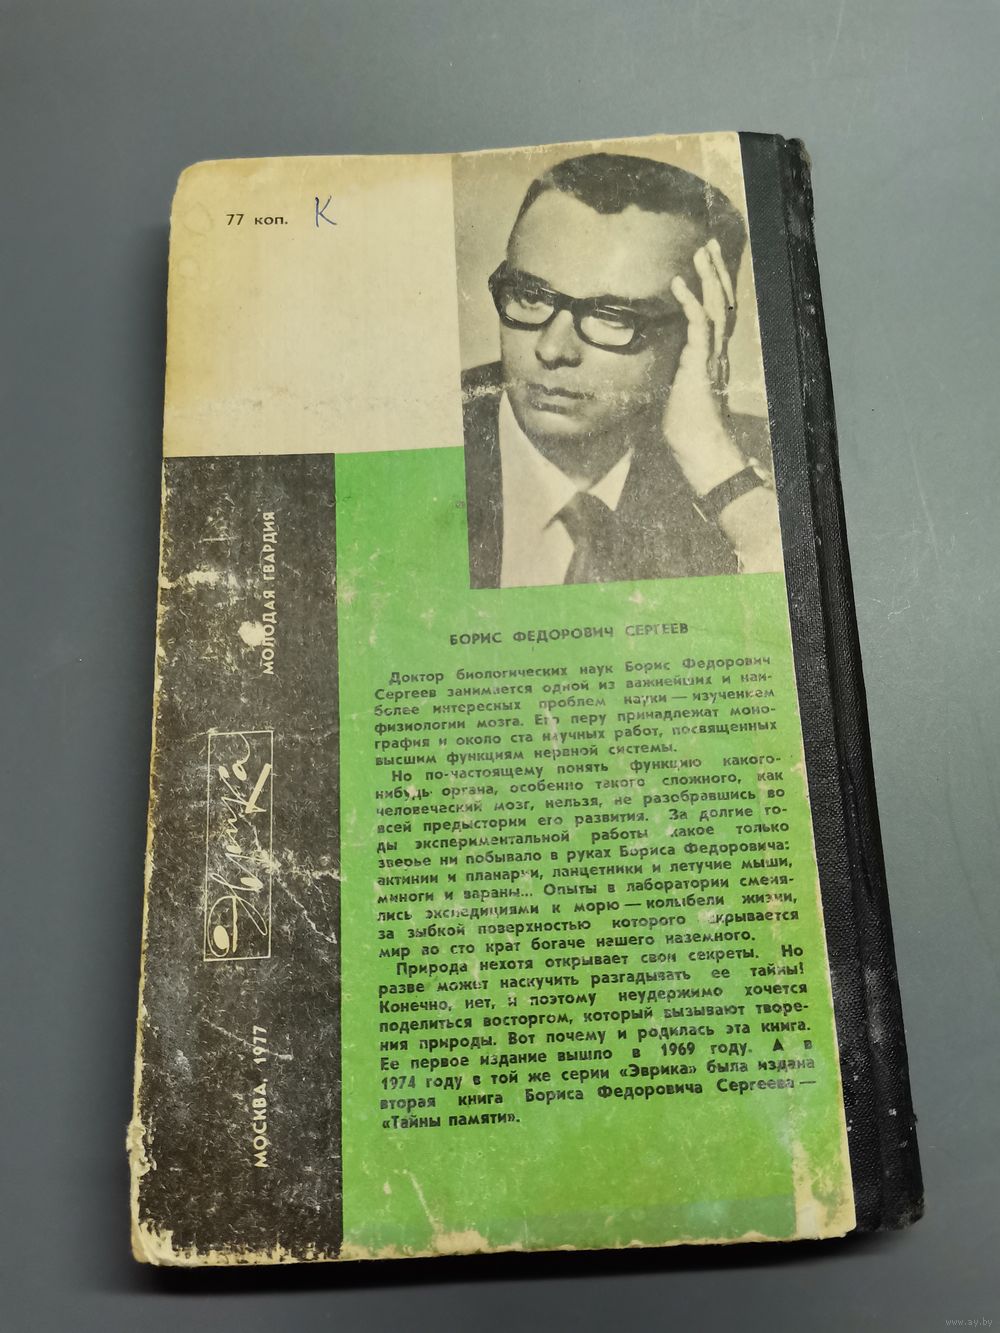 77 коп.
К
БОРИС ФЕДОРОВИЧ СЕРГЕЕВ
Доктор биологических наук Борис Федорович
Сергеев занимается одной из важнейших и наи-
более интересных проблем науки — изучением
физиологии мозга. Его перу принадлежат моно-
графия и около ста научных работ, посвященных
высшим функциям нервной системы.
Но по-настоящему понять функцию какого-
нибудь органа, особенно такого сложного, как
человеческий мозг, нельзя, не разобравшись во
всей предыстории его развития. За долгие го-
ды экспериментальной работы какое только
зверье ни побывало в руках Бориса Федоровича:
актинии и планарии, ланцетники и летучие мыши,
миноги и вараны... Опыты в лаборатории сменя-
лись экспедициями к морю — колыбели жизни,
за зыбкой поверхностью которого скрывается
мир во сто крат богаче нашего наземного.
Природа нехотя открывает свои секреты. Но
разве может наскучить разгадывать ее тайны!
Конечно, нет, и поэтому неудержимо хочется
поделиться восторгом, который вызывают творе-
ния природы. Вот почему и родилась эта книга.
Ее первое издание вышло в 1969 году. А в
1974 году в той же серии «Эврика» была издана
вторая книга Бориса Федоровича Сергеева —
«Тайны памяти».
МОСКВА, 1977
Эврика
МОЛОДАЯ ГВАРДИЯ
www.ay.by